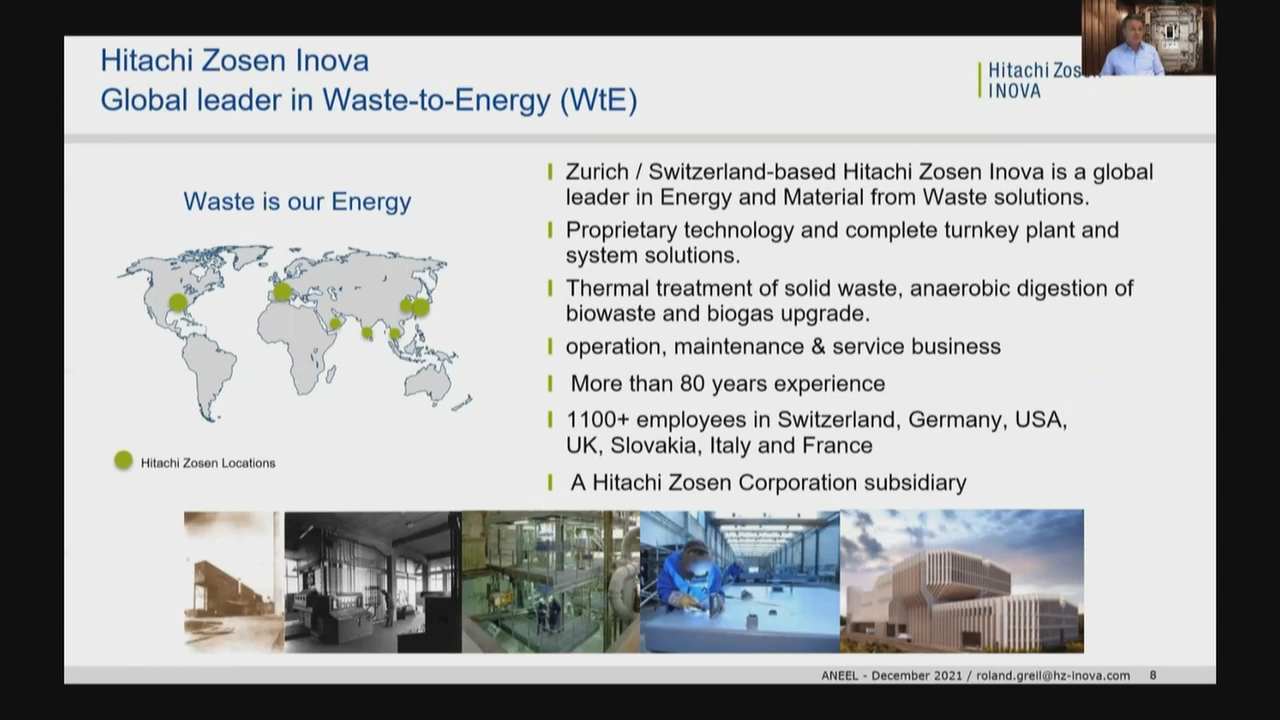 Hitachi Zosen Inova
Global leader in Waste-to-Energy (WtE)
Hitachi Zos
INOVA
Waste is our Energy
Hitachi Zosen Locations
Zurich / Switzerland-based Hitachi Zosen Inova is a global
leader in Energy and Material from Waste solutions.
Proprietary technology and complete turnkey plant and
system solutions.
Thermal treatment of solid waste, anaerobic digestion of
biowaste and biogas upgrade.
operation, maintenance & service business
More than 80 years experience
1100+ employees in Switzerland, Germany, USA,
UK, Slovakia, Italy and France
A Hitachi Zosen Corporation subsidiary
ANEEL - December 2021 / roland.greil@hz-inova.com 8